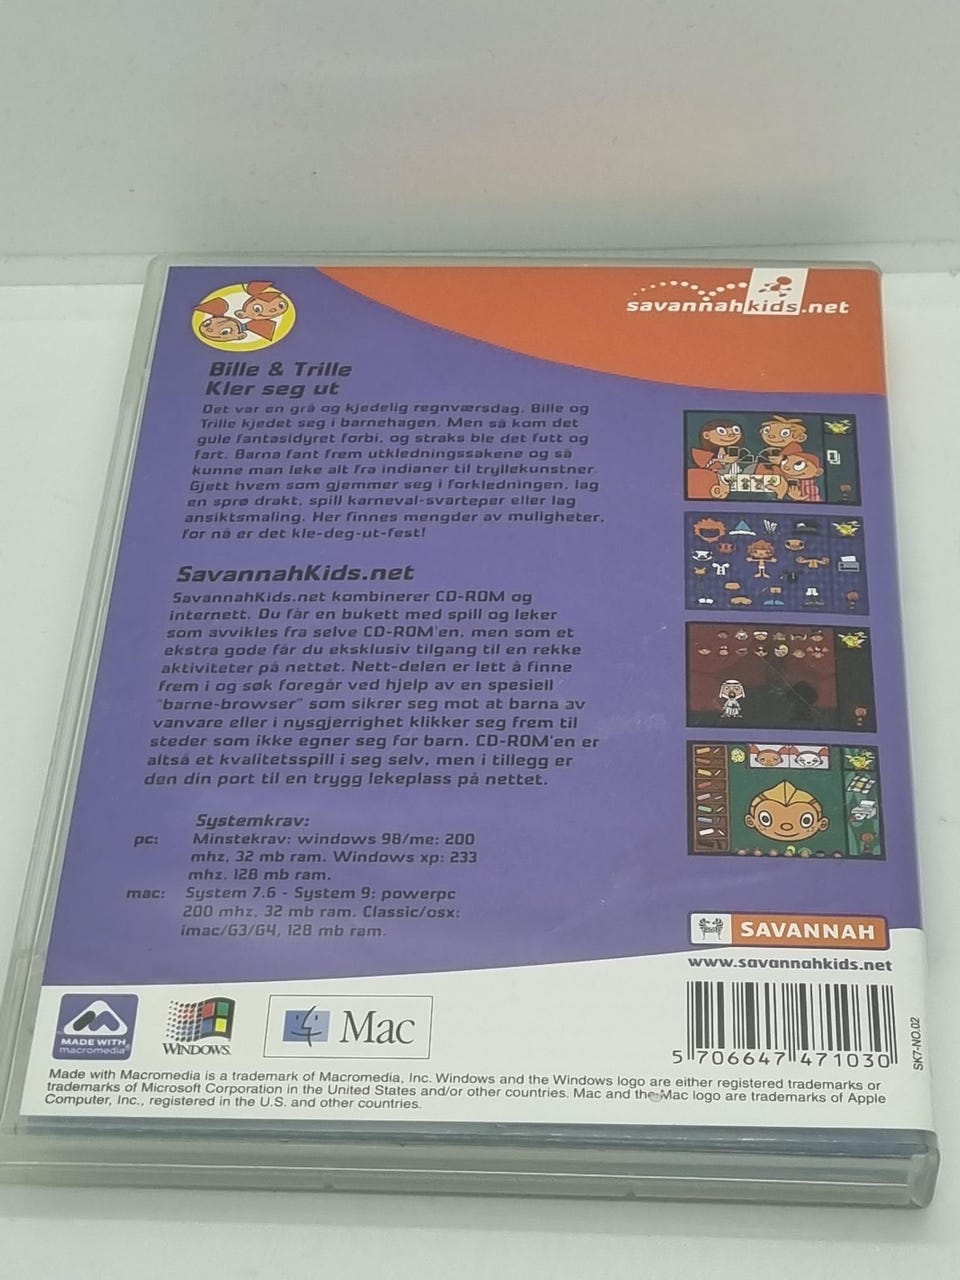 savannahkids.net
Bille & Trille
Kler seg ut
Det var en grå og kjedelig regnværsdag. Bille og
Trille kjedet seg i barnehagen. Men så kom det
gule fantasidyret forbi, og straks ble det futt og
fart. Barna fant frem utkledningssakene og så
kunne man leke alt fra indianer til tryllekunstner.
Gjett hvem som gjemmer seg i forkledningen, lag
en sprø drakt, spill karneval-svarteper eller lag
ansiktsmaling. Her finnes mengder av muligheter,
for nå er det kle-deg-ut-fest!
SavannahKids.net
SavannahKids.net kombinerer CD-ROM og
internett. Du får en bukett med spill og leker
som avvikles fra selve CD-ROM'en, men som et
ekstra gode får du eksklusiv tilgang til en rekke
aktiviteter på nettet. Nett-delen er lett å finne
frem i og søk foregår ved hjelp av en spesiell
"barne-browser" som sikrer seg mot at barna av
vanvare eller i nysgjerrighet klikker seg frem til
steder som ikke egner seg for barn. CD-ROM'en er
altså et kvalitetsspill i seg selv, men i tillegg er
den din port til en trygg lekeplass på nettet.
Systemkrav:
pc: Minstekrav: windows 98/me: 200
mhz, 32 mb ram. Windows xp: 233
mhz. 128 mb ram.
mac: System 7.6 - System 9: powerpc
200 mhz, 32 mb ram. Classic/osx:
imac/G3/G4, 128 mb ram.
SAVANNAH
www.savannahkids.net
MADE WITH
macromedia®
WINDOWS
Mac
5 706647 471030
SK7-NO.02
Made with Macromedia is a trademark of Macromedia, Inc. Windows and the Windows logo are either registered trademarks or
trademarks of Microsoft Corporation in the United States and/or other countries. Mac and the Mac logo are trademarks of Apple
Computer, Inc., registered in the U.S. and other countries.